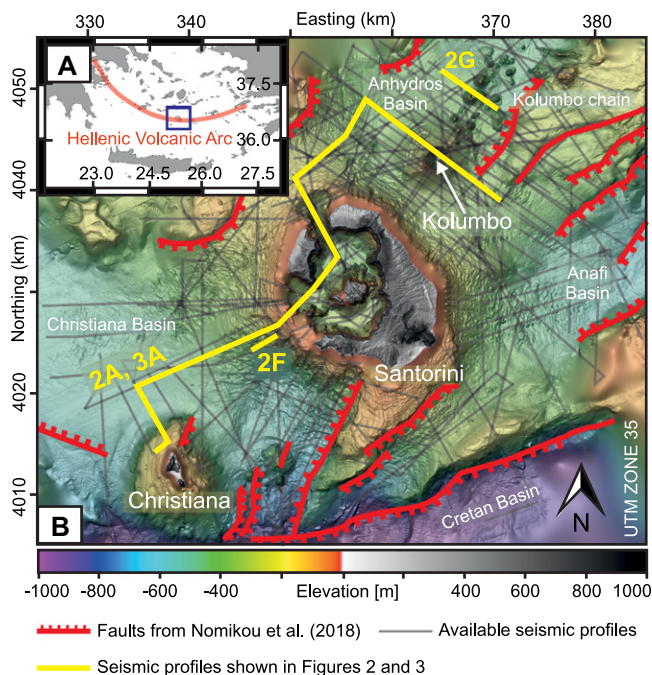 Easting (km)
330 340 370 380
A
37.5
36.0
Hellenic Volcanic Arc
23.0 24.5 26.0 27.5
Northing (km)
4050
4040
4020
4010
2G
Anhydros
Basin
Kolumbo chain
Kolumbo
Anafi
Basin
Christiana Basin
2A, 3A
2F
Santorini
Christiana
Cretan Basin
N
UTM ZONE 35
B
-1000 -800 -600 -400 400 600 800 1000
Elevation [m]
Faults from Nomikou et al. (2018)
Available seismic profiles
Seismic profiles shown in Figures 2 and 3